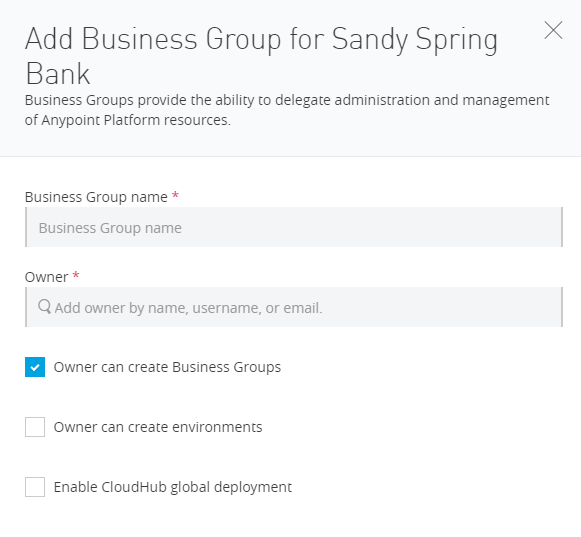 Add Business Group for Sandy Spring
Bank
Business Groups provide the ability to delegate administration and management
of Anypoint Platform resources.
Business Group name *
Business Group name
Owner *
Add owner by name, username, or email.
Owner can create Business Groups
Owner can create environments
Enable CloudHub global deployment